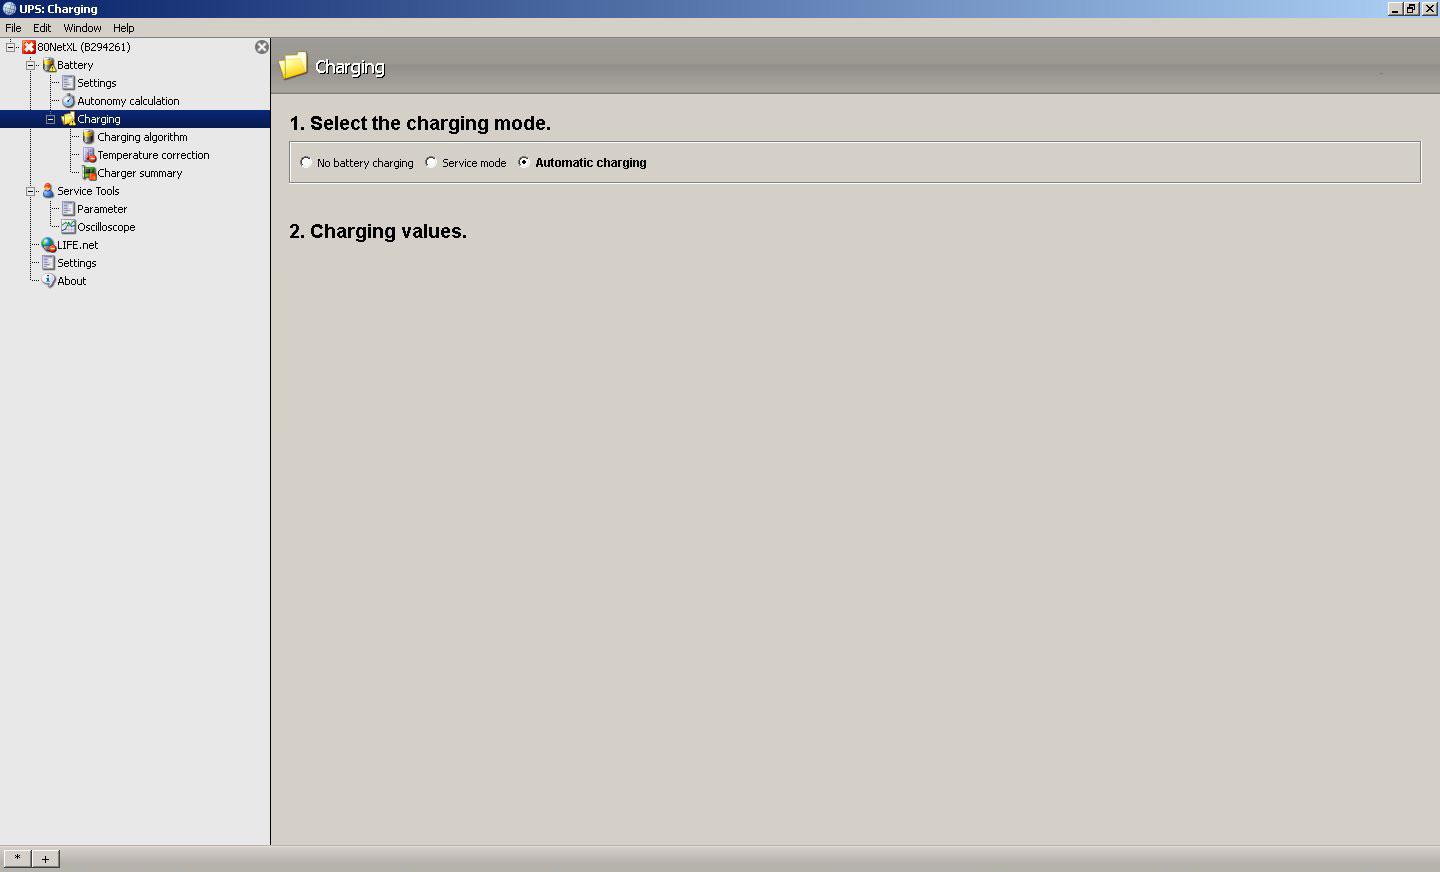 UPS: Charging
File Edit Window Help
80NetXL (B294261)
Battery
Settings
Autonomy calculation
Charging
Charging algorithm
Temperature correction
Charger summary
Service Tools
Parameter
Oscilloscope
LIFE.net
Settings
About
Charging
1. Select the charging mode.
No battery charging Service mode Automatic charging
2. Charging values.
* +